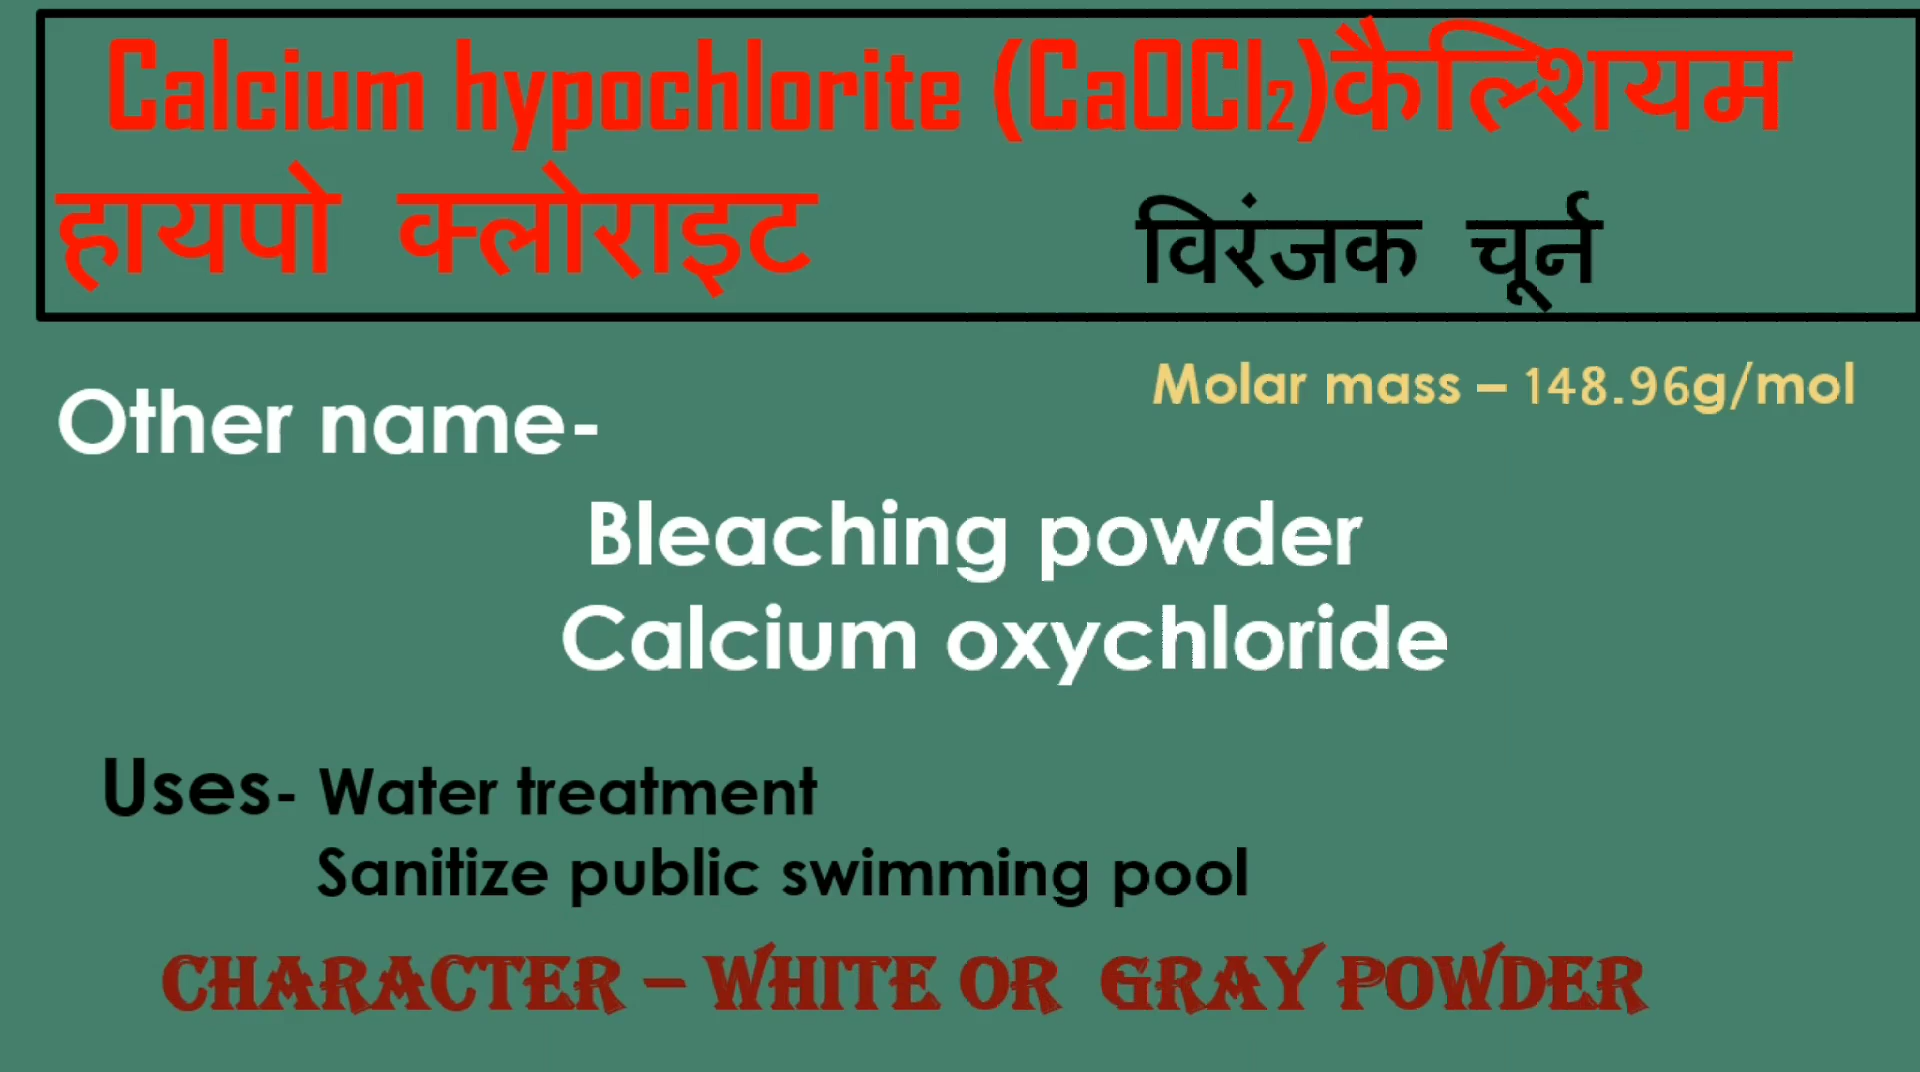 Calcium hypochlorite (CaOCl₂)कैल्शियम
हायपो क्लोराइट विरंजक चूर्न
Molar mass – 148.96g/mol
Other name-
Bleaching powder
Calcium oxychloride
Uses- Water treatment
Sanitize public swimming pool
CHARACTER – WHITE OR GRAY POWDER